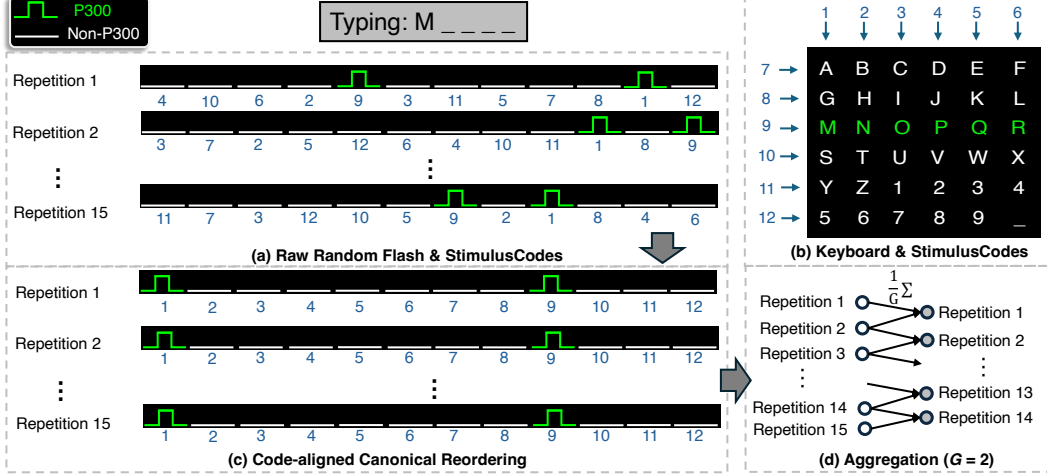 P300
Non-P300
Typing: M _ _ _ _
Repetition 1
4 10 6 2 9 3 11 5 7 8 1 12
Repetition 2
3 7 2 5 12 6 4 10 11 1 8 9
⋮
Repetition 15
11 7 3 12 10 5 9 2 1 8 4 6
(a) Raw Random Flash & StimulusCodes
1 2 3 4 5 6
7 A B C D E F
8 G H I J K L
9 M N O P Q R
10 S T U V W X
11 Y Z 1 2 3 4
12 5 6 7 8 9 _
(b) Keyboard & StimulusCodes
Repetition 1
1 2 3 4 5 6 7 8 9 10 11 12
Repetition 2
1 2 3 4 5 6 7 8 9 10 11 12
⋮
Repetition 15
1 2 3 4 5 6 7 8 9 10 11 12
(c) Code-aligned Canonical Reordering
1/G Σ
Repetition 1
Repetition 2
Repetition 3
⋮
Repetition 14
Repetition 15
Repetition 1
Repetition 2
⋮
Repetition 13
Repetition 14
(d) Aggregation (G = 2)